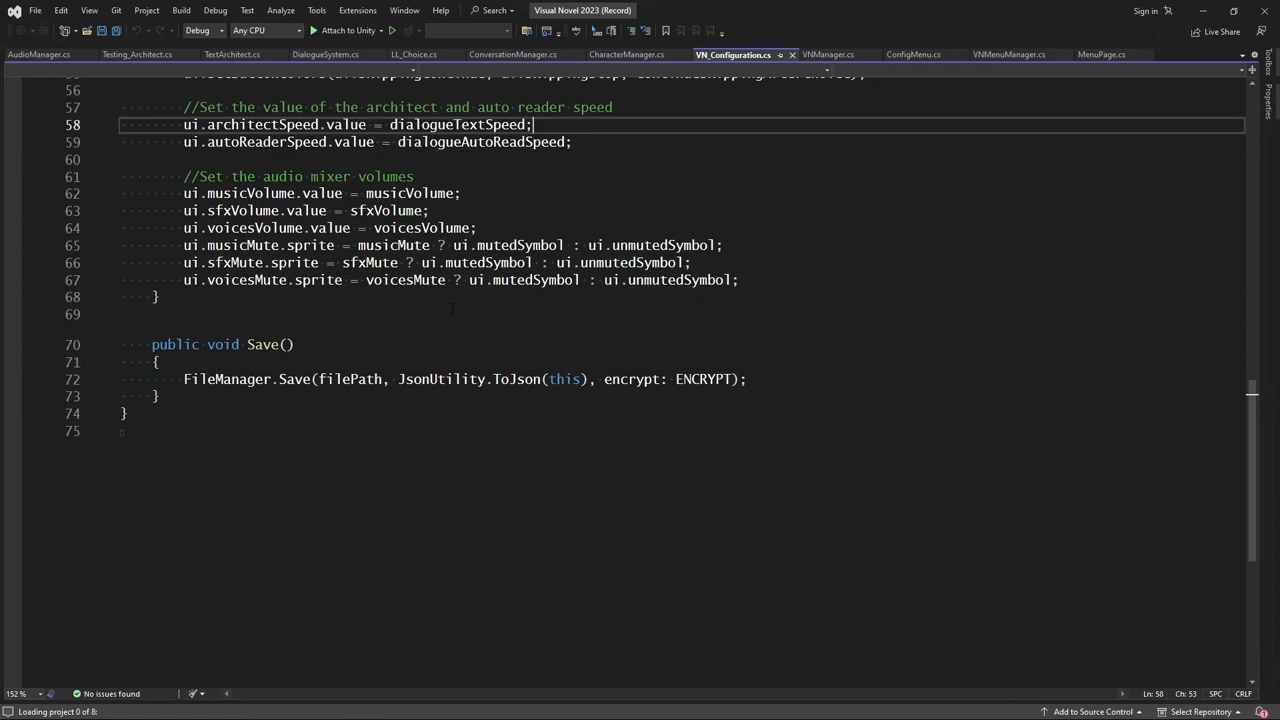 File Edit View Git Project Build Debug Test Analyze Tools Extensions Window Help Search Visual Novel 2023 (Record) Sign in
Debug Any CPU Attach to Unity Live Share
AudioManager.cs Testing_Architect.cs TextArchitect.cs DialogueSystem.cs LL_Choice.cs ConversationManager.cs CharacterManager.cs VN_Configuration.cs VNManager.cs ConfigMenu.cs VNMenuManager.cs MenuPage.cs
Toolbox
Properties
56
57 //Set the value of the architect and auto reader speed
58 ui.architectSpeed.value = dialogueTextSpeed;
59 ui.autoReaderSpeed.value = dialogueAutoReadSpeed;
60
61 //Set the audio mixer volumes
62 ui.musicVolume.value = musicVolume;
63 ui.sfxVolume.value = sfxVolume;
64 ui.voicesVolume.value = voicesVolume;
65 ui.musicMute.sprite = musicMute ? ui.mutedSymbol : ui.unmutedSymbol;
66 ui.sfxMute.sprite = sfxMute ? ui.mutedSymbol : ui.unmutedSymbol;
67 ui.voicesMute.sprite = voicesMute ? ui.mutedSymbol : ui.unmutedSymbol;
68 }
69
70 public void Save()
71 {
72 FileManager.Save(filePath, JsonUtility.ToJson(this), encrypt: ENCRYPT);
73 }
74 }
75
152 % No issues found Ln: 58 Ch: 53 SPC CRLF
Loading project 0 of 8: Add to Source Control Select Repository 1